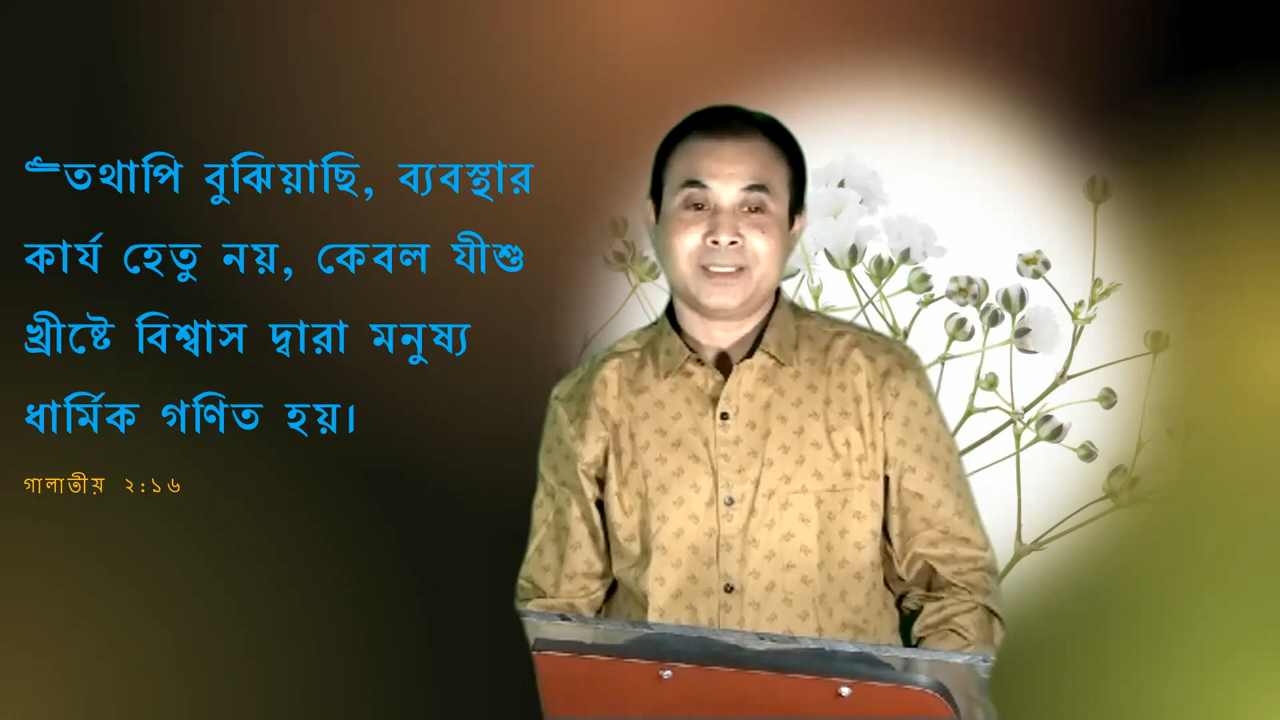 ৺তথাপি বুঝিয়াছি, ব্যবস্থার
কার্য হেতু নয়, কেবল যীশু
খ্রীষ্টে বিশ্বাস দ্বারা মনুষ্য
ধার্মিক গণিত হয়।
গালাতীয় ২:১৬